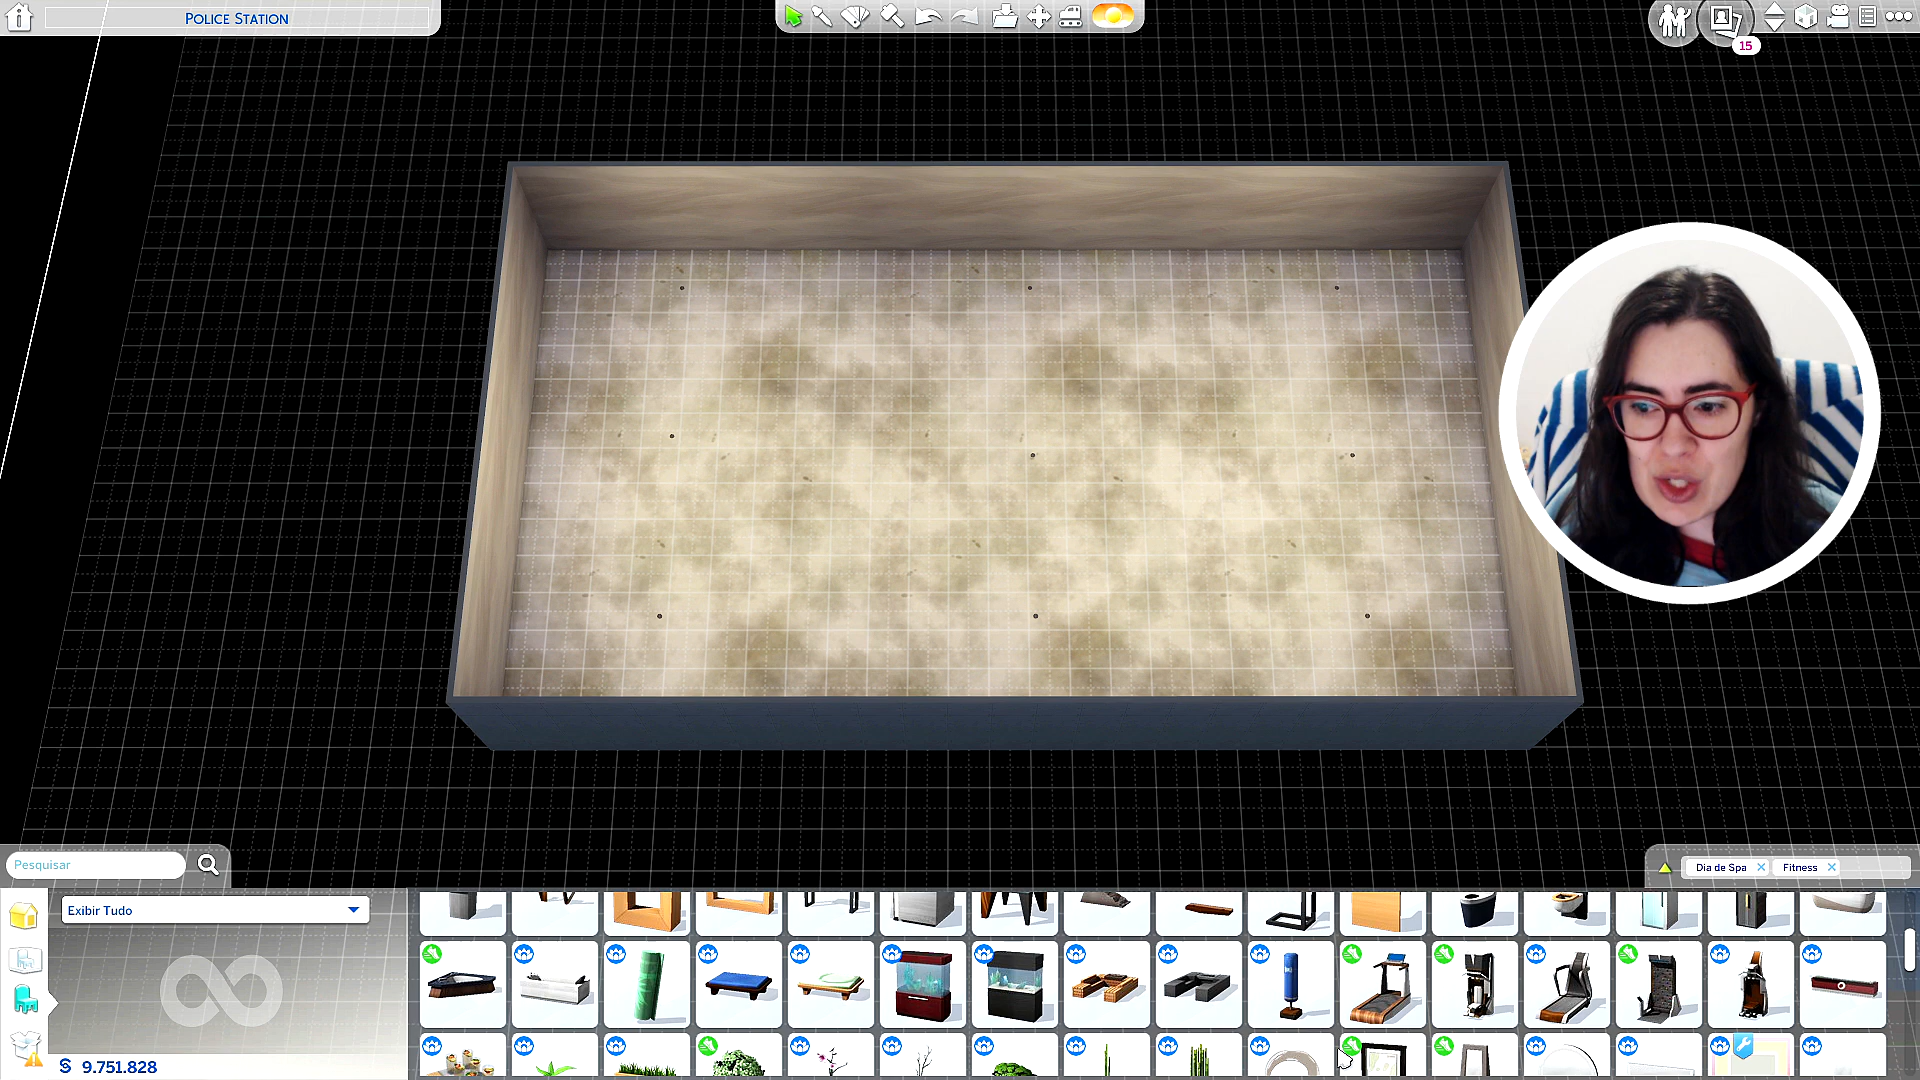 Police Station
15
Pesquisar
Dia de Spa
Fitness
Exibir Tudo
9.751.828